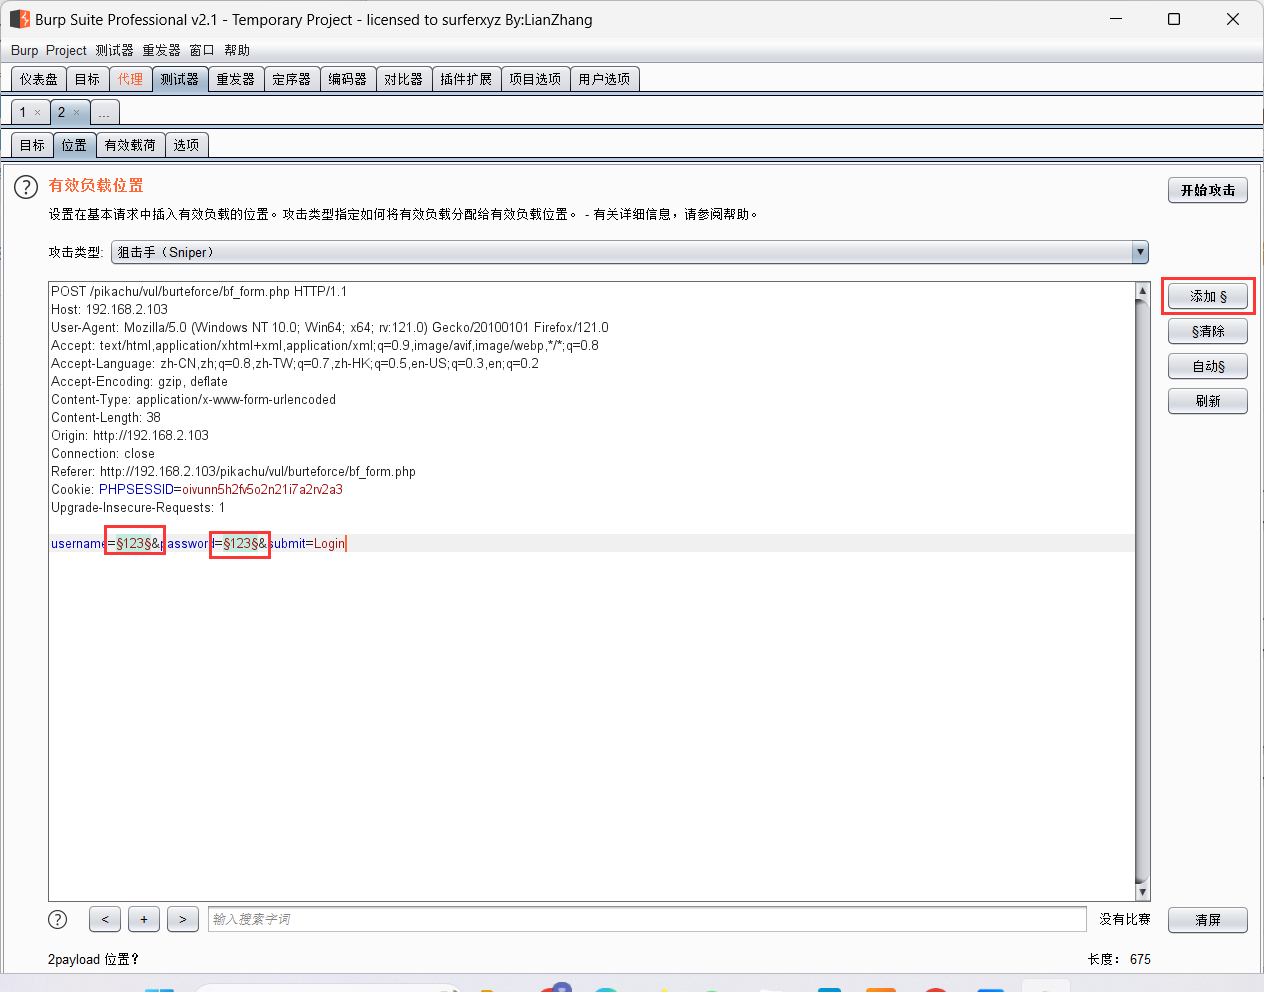 Burp Suite Professional v2.1 - Temporary Project - licensed to surferxyz By:LianZhang
Burp Project 测试器 重发器 窗口 帮助
仪表盘 目标 代理 测试器 重发器 定序器 编码器 对比器 插件扩展 项目选项 用户选项
1 × 2 × ...
目标 位置 有效载荷 选项
? 有效负载位置
开始攻击
设置在基本请求中插入有效负载的位置。攻击类型指定如何将有效负载分配给有效负载位置。 - 有关详细信息，请参阅帮助。
攻击类型: 狙击手（Sniper）
POST /pikachu/vul/burteforce/bf_form.php HTTP/1.1
添加 §
Host: 192.168.2.103
User-Agent: Mozilla/5.0 (Windows NT 10.0; Win64; x64; rv:121.0) Gecko/20100101 Firefox/121.0
§清除
Accept: text/html,application/xhtml+xml,application/xml;q=0.9,image/avif,image/webp,*/*;q=0.8
Accept-Language: zh-CN,zh;q=0.8,zh-TW;q=0.7,zh-HK;q=0.5,en-US;q=0.3,en;q=0.2
自动§
Accept-Encoding: gzip, deflate
Content-Type: application/x-www-form-urlencoded
刷新
Content-Length: 38
Origin: http://192.168.2.103
Connection: close
Referer: http://192.168.2.103/pikachu/vul/burteforce/bf_form.php
Cookie: PHPSESSID=oivunn5h2fv5o2n21i7a2rv2a3
Upgrade-Insecure-Requests: 1
username=§123§&password=§123§&submit=Login
? < + > 输入搜索字词 没有比赛 清屏
2payload 位置? 长度： 675